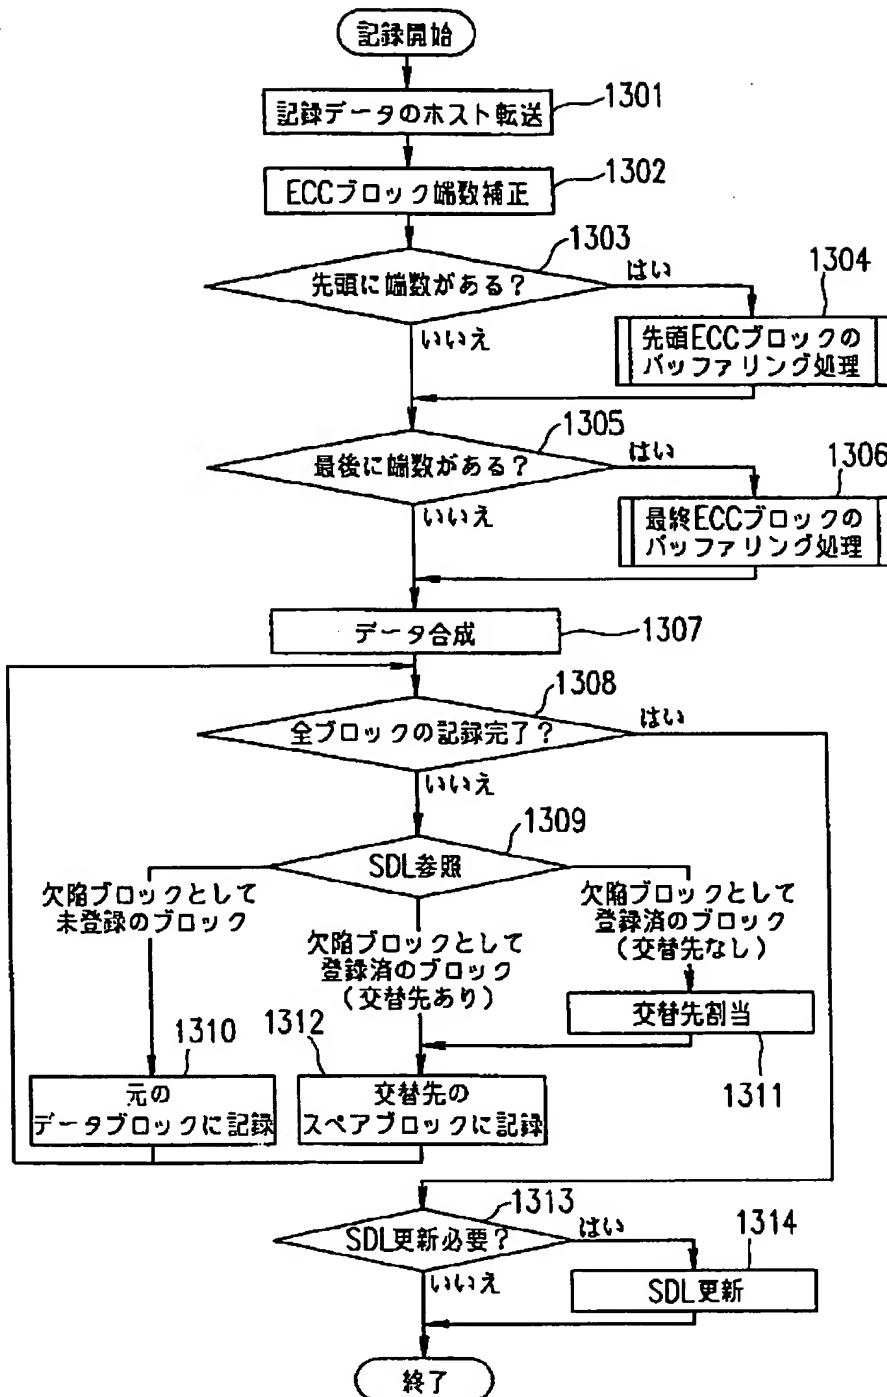 記録開始
1301
記録データのホスト転送
1302
ECCブロック端数補正
1303
先頭に端数がある？
はい
いいえ
1304
先頭ECCブロックの
バッファリング処理
1305
最後に端数がある？
はい
いいえ
1306
最終ECCブロックの
バッファリング処理
データ合成
1307
1308
全ブロックの記録完了？
はい
いいえ
1309
SDL参照
欠陥ブロックとして
未登録のブロック
欠陥ブロックとして
登録済のブロック
（交替先あり）
欠陥ブロックとして
登録済のブロック
（交替先なし）
交替先割当
1311
1310
元の
データブロックに記録
1312
交替先の
スペアブロックに記録
1313
SDL更新必要？
はい
いいえ
1314
SDL更新
終了